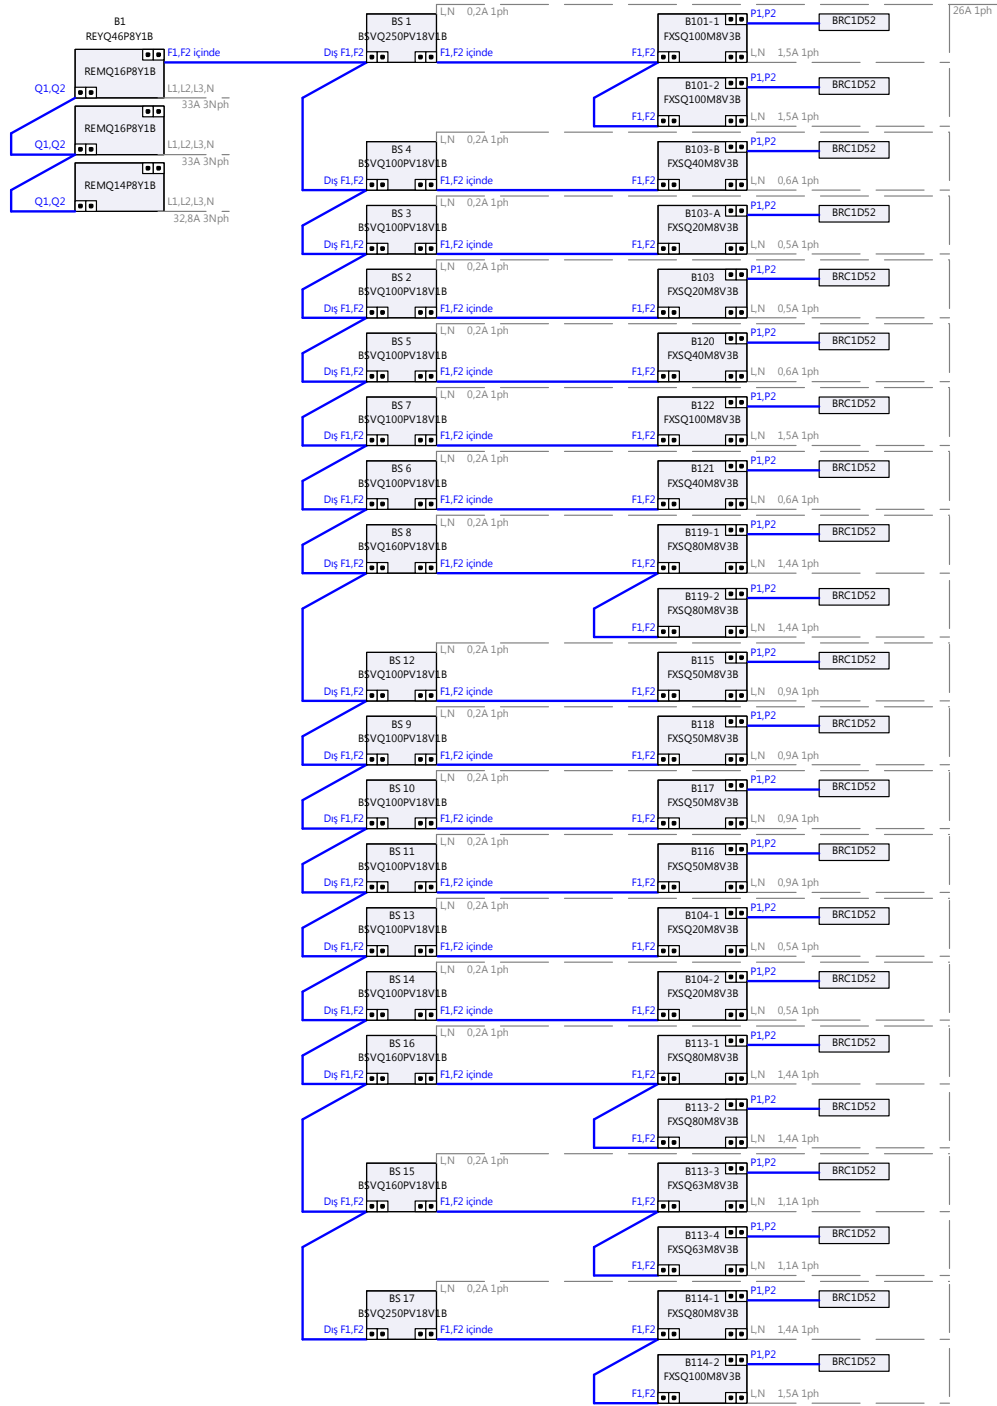 B1
REYQ46P8Y1B
F1,F2 içinde
REMQ16P8Y1B
Q1,Q2
L1,L2,L3,N
33A 3Nph
REMQ16P8Y1B
Q1,Q2
L1,L2,L3,N
33A 3Nph
REMQ14P8Y1B
Q1,Q2
L1,L2,L3,N
32,8A 3Nph
26A 1ph
L,N 0,2A 1ph
BS 1
BSVQ250PV18V1B
Dış F1,F2
F1,F2 içinde
B101-1
FXSQ100M8V3B
F1,F2
P1,P2
BRC1D52
L,N 1,5A 1ph
B101-2
FXSQ100M8V3B
F1,F2
P1,P2
BRC1D52
L,N 1,5A 1ph
L,N 0,2A 1ph
BS 4
BSVQ100PV18V1B
Dış F1,F2
F1,F2 içinde
B103-B
FXSQ40M8V3B
F1,F2
P1,P2
BRC1D52
L,N 0,6A 1ph
L,N 0,2A 1ph
BS 3
BSVQ100PV18V1B
Dış F1,F2
F1,F2 içinde
B103-A
FXSQ20M8V3B
F1,F2
P1,P2
BRC1D52
L,N 0,5A 1ph
L,N 0,2A 1ph
BS 2
BSVQ100PV18V1B
Dış F1,F2
F1,F2 içinde
B103
FXSQ20M8V3B
F1,F2
P1,P2
BRC1D52
L,N 0,5A 1ph
L,N 0,2A 1ph
BS 5
BSVQ100PV18V1B
Dış F1,F2
F1,F2 içinde
B120
FXSQ40M8V3B
F1,F2
P1,P2
BRC1D52
L,N 0,6A 1ph
L,N 0,2A 1ph
BS 7
BSVQ100PV18V1B
Dış F1,F2
F1,F2 içinde
B122
FXSQ100M8V3B
F1,F2
P1,P2
BRC1D52
L,N 1,5A 1ph
L,N 0,2A 1ph
BS 6
BSVQ100PV18V1B
Dış F1,F2
F1,F2 içinde
B121
FXSQ40M8V3B
F1,F2
P1,P2
BRC1D52
L,N 0,6A 1ph
L,N 0,2A 1ph
BS 8
BSVQ160PV18V1B
Dış F1,F2
F1,F2 içinde
B119-1
FXSQ80M8V3B
F1,F2
P1,P2
BRC1D52
L,N 1,4A 1ph
B119-2
FXSQ80M8V3B
F1,F2
P1,P2
BRC1D52
L,N 1,4A 1ph
L,N 0,2A 1ph
BS 12
BSVQ100PV18V1B
Dış F1,F2
F1,F2 içinde
B115
FXSQ50M8V3B
F1,F2
P1,P2
BRC1D52
L,N 0,9A 1ph
L,N 0,2A 1ph
BS 9
BSVQ100PV18V1B
Dış F1,F2
F1,F2 içinde
B118
FXSQ50M8V3B
F1,F2
P1,P2
BRC1D52
L,N 0,9A 1ph
L,N 0,2A 1ph
BS 10
BSVQ100PV18V1B
Dış F1,F2
F1,F2 içinde
B117
FXSQ50M8V3B
F1,F2
P1,P2
BRC1D52
L,N 0,9A 1ph
L,N 0,2A 1ph
BS 11
BSVQ100PV18V1B
Dış F1,F2
F1,F2 içinde
B116
FXSQ50M8V3B
F1,F2
P1,P2
BRC1D52
L,N 0,9A 1ph
L,N 0,2A 1ph
BS 13
BSVQ100PV18V1B
Dış F1,F2
F1,F2 içinde
B104-1
FXSQ20M8V3B
F1,F2
P1,P2
BRC1D52
L,N 0,5A 1ph
L,N 0,2A 1ph
BS 14
BSVQ100PV18V1B
Dış F1,F2
F1,F2 içinde
B104-2
FXSQ20M8V3B
F1,F2
P1,P2
BRC1D52
L,N 0,5A 1ph
L,N 0,2A 1ph
BS 16
BSVQ160PV18V1B
Dış F1,F2
F1,F2 içinde
B113-1
FXSQ80M8V3B
F1,F2
P1,P2
BRC1D52
L,N 1,4A 1ph
B113-2
FXSQ80M8V3B
F1,F2
P1,P2
BRC1D52
L,N 1,4A 1ph
L,N 0,2A 1ph
BS 15
BSVQ160PV18V1B
Dış F1,F2
F1,F2 içinde
B113-3
FXSQ63M8V3B
F1,F2
P1,P2
BRC1D52
L,N 1,1A 1ph
B113-4
FXSQ63M8V3B
F1,F2
P1,P2
BRC1D52
L,N 1,1A 1ph
L,N 0,2A 1ph
BS 17
BSVQ250PV18V1B
Dış F1,F2
F1,F2 içinde
B114-1
FXSQ80M8V3B
F1,F2
P1,P2
BRC1D52
L,N 1,4A 1ph
B114-2
FXSQ100M8V3B
F1,F2
P1,P2
BRC1D52
L,N 1,5A 1ph